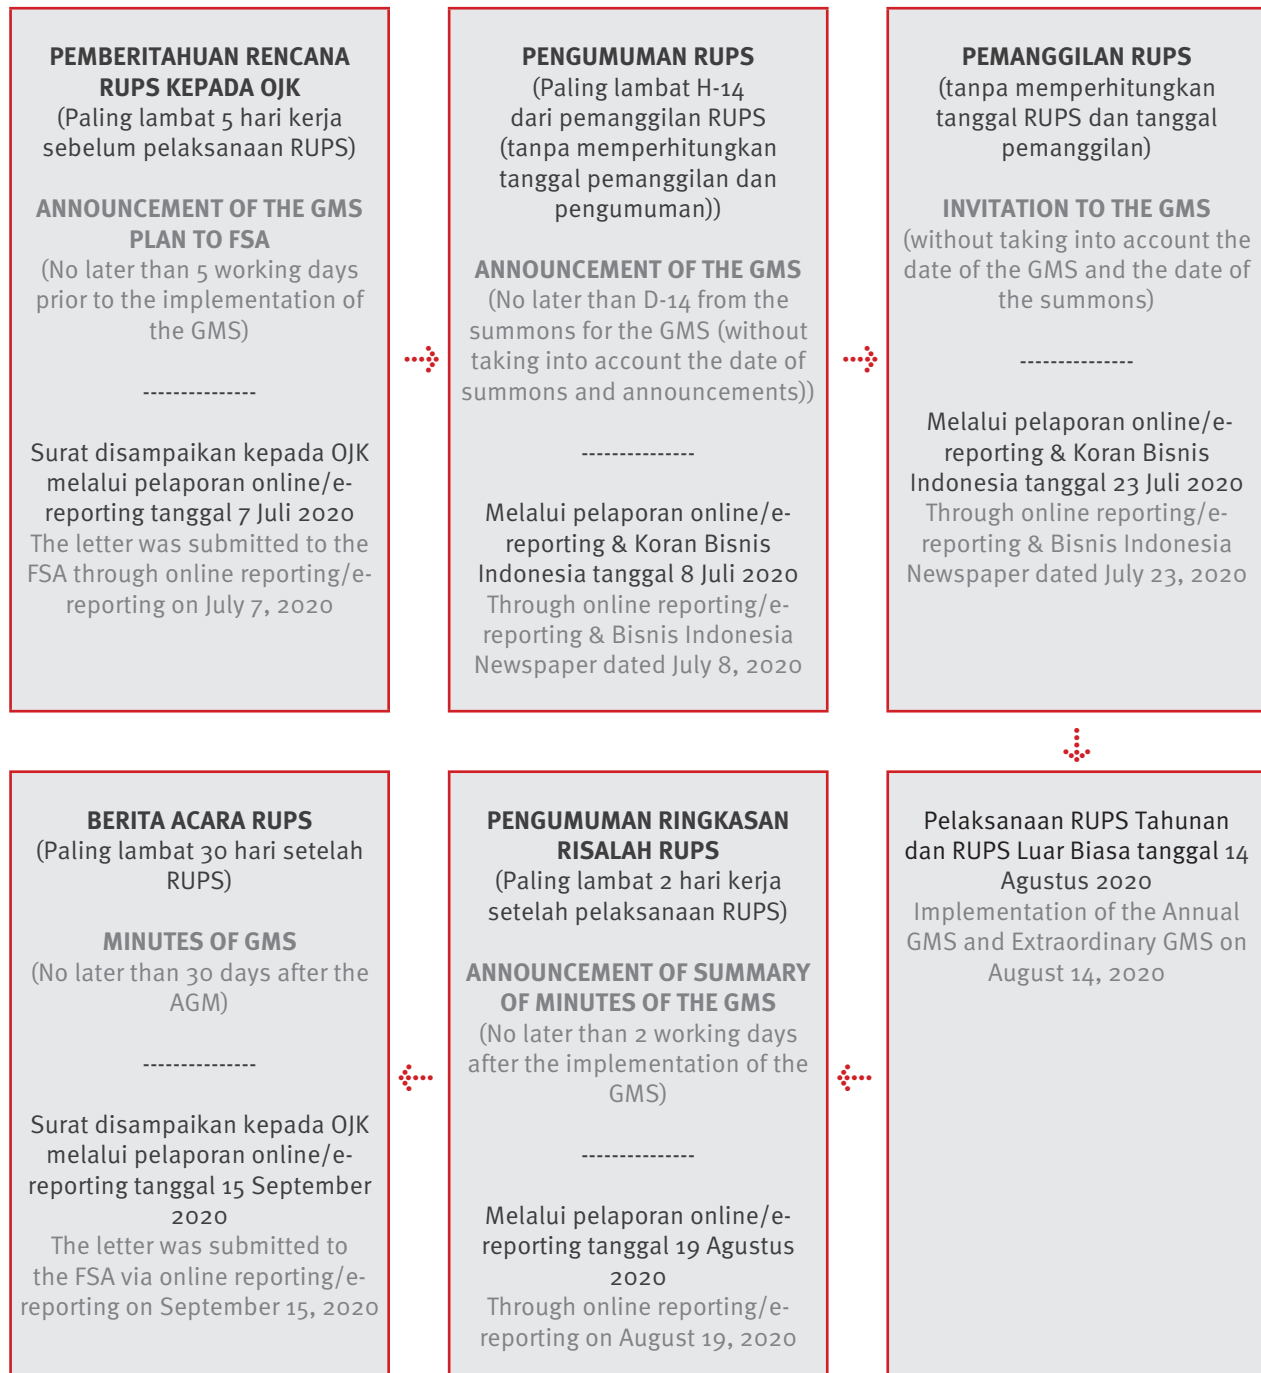 PEMBERITAHUAN RENCANA
RUPS KEPADA OJK
(Paling lambat 5 hari kerja
sebelum pelaksanaan RUPS)
ANNOUNCEMENT OF THE GMS
PLAN TO FSA
(No later than 5 working days
prior to the implementation of
the GMS)
---------------
Surat disampaikan kepada OJK
melalui pelaporan online/e-
reporting tanggal 7 Juli 2020
The letter was submitted to the
FSA through online reporting/e-
reporting on July 7, 2020
PENGUMUMAN RUPS
(Paling lambat H-14
dari pemanggilan RUPS
(tanpa memperhitungkan
tanggal pemanggilan dan
pengumuman))
ANNOUNCEMENT OF THE GMS
(No later than D-14 from the
summons for the GMS (without
taking into account the date of
summons and announcements))
---------------
Melalui pelaporan online/e-
reporting & Koran Bisnis
Indonesia tanggal 8 Juli 2020
Through online reporting/e-
reporting & Bisnis Indonesia
Newspaper dated July 8, 2020
PEMANGGILAN RUPS
(tanpa memperhitungkan
tanggal RUPS dan tanggal
pemanggilan)
INVITATION TO THE GMS
(without taking into account the
date of the GMS and the date of
the summons)
---------------
Melalui pelaporan online/e-
reporting & Koran Bisnis
Indonesia tanggal 23 Juli 2020
Through online reporting/e-
reporting & Bisnis Indonesia
Newspaper dated July 23, 2020
Pelaksanaan RUPS Tahunan
dan RUPS Luar Biasa tanggal 14
Agustus 2020
Implementation of the Annual
GMS and Extraordinary GMS on
August 14, 2020
PENGUMUMAN RINGKASAN
RISALAH RUPS
(Paling lambat 2 hari kerja
setelah pelaksanaan RUPS)
ANNOUNCEMENT OF SUMMARY
OF MINUTES OF THE GMS
(No later than 2 working days
after the implementation of the
GMS)
---------------
Melalui pelaporan online/e-
reporting tanggal 19 Agustus
2020
Through online reporting/e-
reporting on August 19, 2020
BERITA ACARA RUPS
(Paling lambat 30 hari setelah
RUPS)
MINUTES OF GMS
(No later than 30 days after the
AGM)
---------------
Surat disampaikan kepada OJK
melalui pelaporan online/e-
reporting tanggal 15 September
2020
The letter was submitted to
the FSA via online reporting/e-
reporting on September 15, 2020